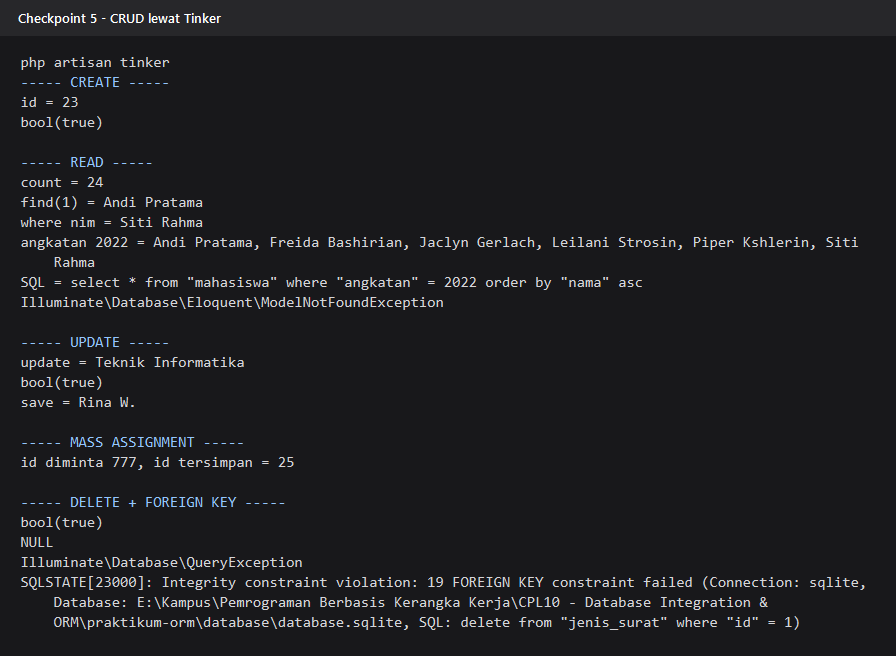 Checkpoint 5 - CRUD lewat Tinker
php artisan tinker
----- CREATE -----
id = 23
bool(true)
----- READ -----
count = 24
find(1) = Andi Pratama
where nim = Siti Rahma
angkatan 2022 = Andi Pratama, Freida Bashirian, Jaclyn Gerlach, Leilani Strosin, Piper Kshlerin, Siti
Rahma
SQL = select * from "mahasiswa" where "angkatan" = 2022 order by "nama" asc
Illuminate\Database\Eloquent\ModelNotFoundException
----- UPDATE -----
update = Teknik Informatika
bool(true)
save = Rina W.
----- MASS ASSIGNMENT -----
id diminta 777, id tersimpan = 25
----- DELETE + FOREIGN KEY -----
bool(true)
NULL
Illuminate\Database\QueryException
SQLSTATE[23000]: Integrity constraint violation: 19 FOREIGN KEY constraint failed (Connection: sqlite,
Database: E:\Kampus\Pemrograman Berbasis Kerangka Kerja\CPL10 - Database Integration &
ORM\praktikum-orm\database\database.sqlite, SQL: delete from "jenis_surat" where "id" = 1)